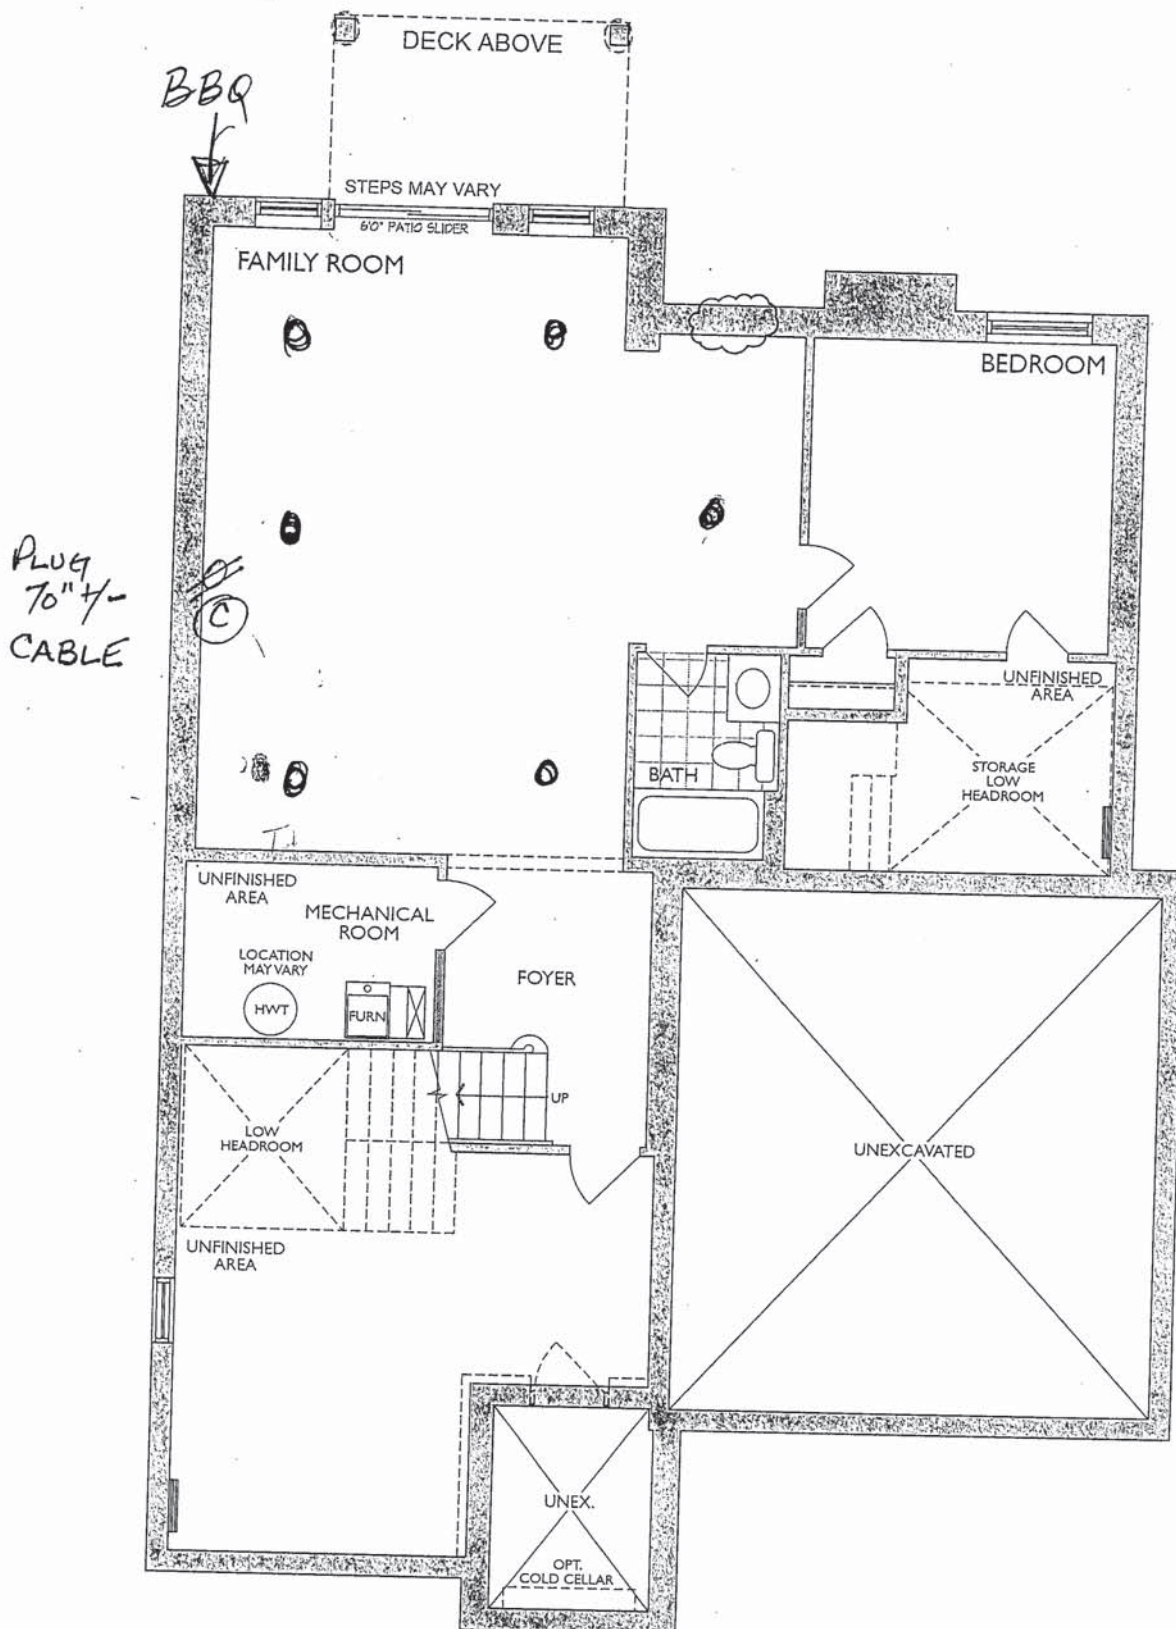 DECK ABOVE
BBQ
STEPS MAY VARY
6'0" PATIO SLIDER
FAMILY ROOM
BEDROOM
PLUG
70" +/-
CABLE
C
UNFINISHED
AREA
STORAGE
LOW
HEADROOM
BATH
UNFINISHED
AREA
MECHANICAL
ROOM
LOCATION
MAY VARY
HWT
FURN
FOYER
UP
LOW
HEADROOM
UNEXCAVATED
UNFINISHED
AREA
UNEX.
OPT.
COLD CELLAR